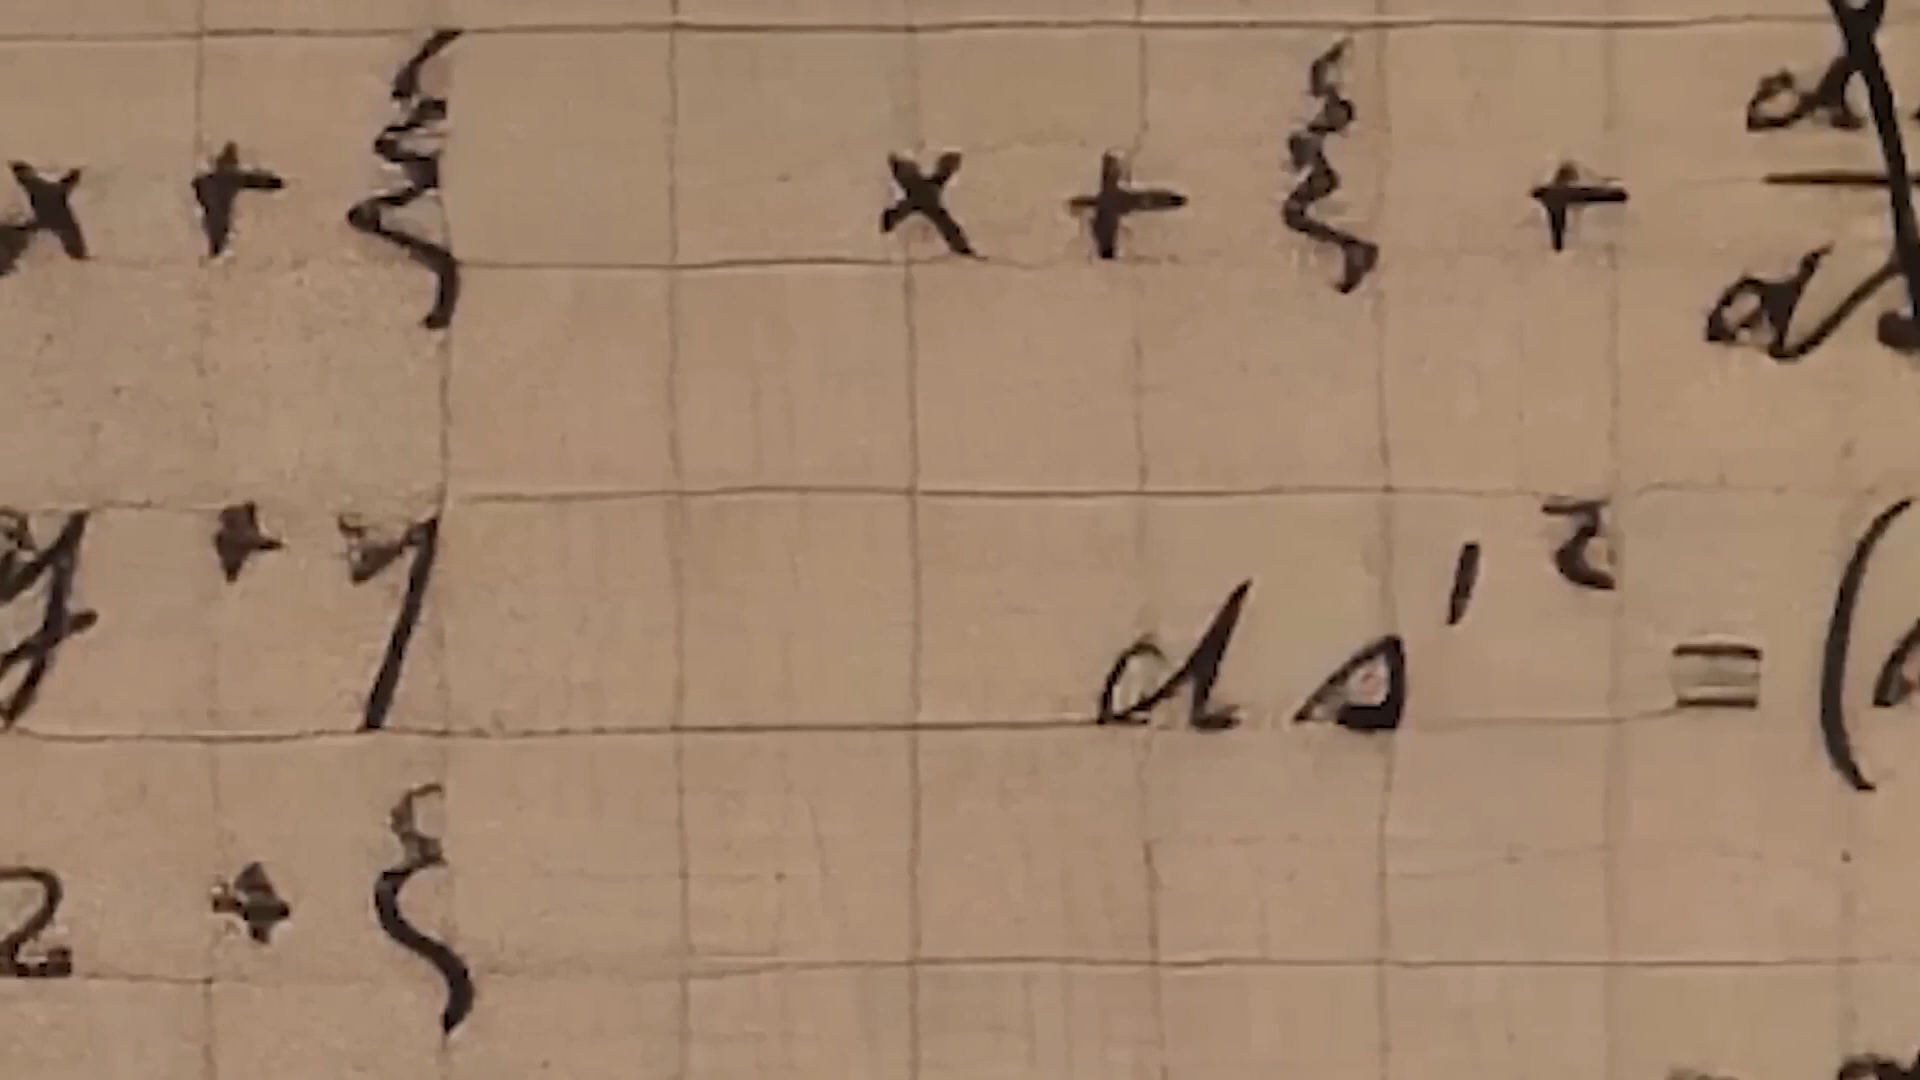 x + ξ x + ξ + d
d
y + η
ds'² = (
z + ζ